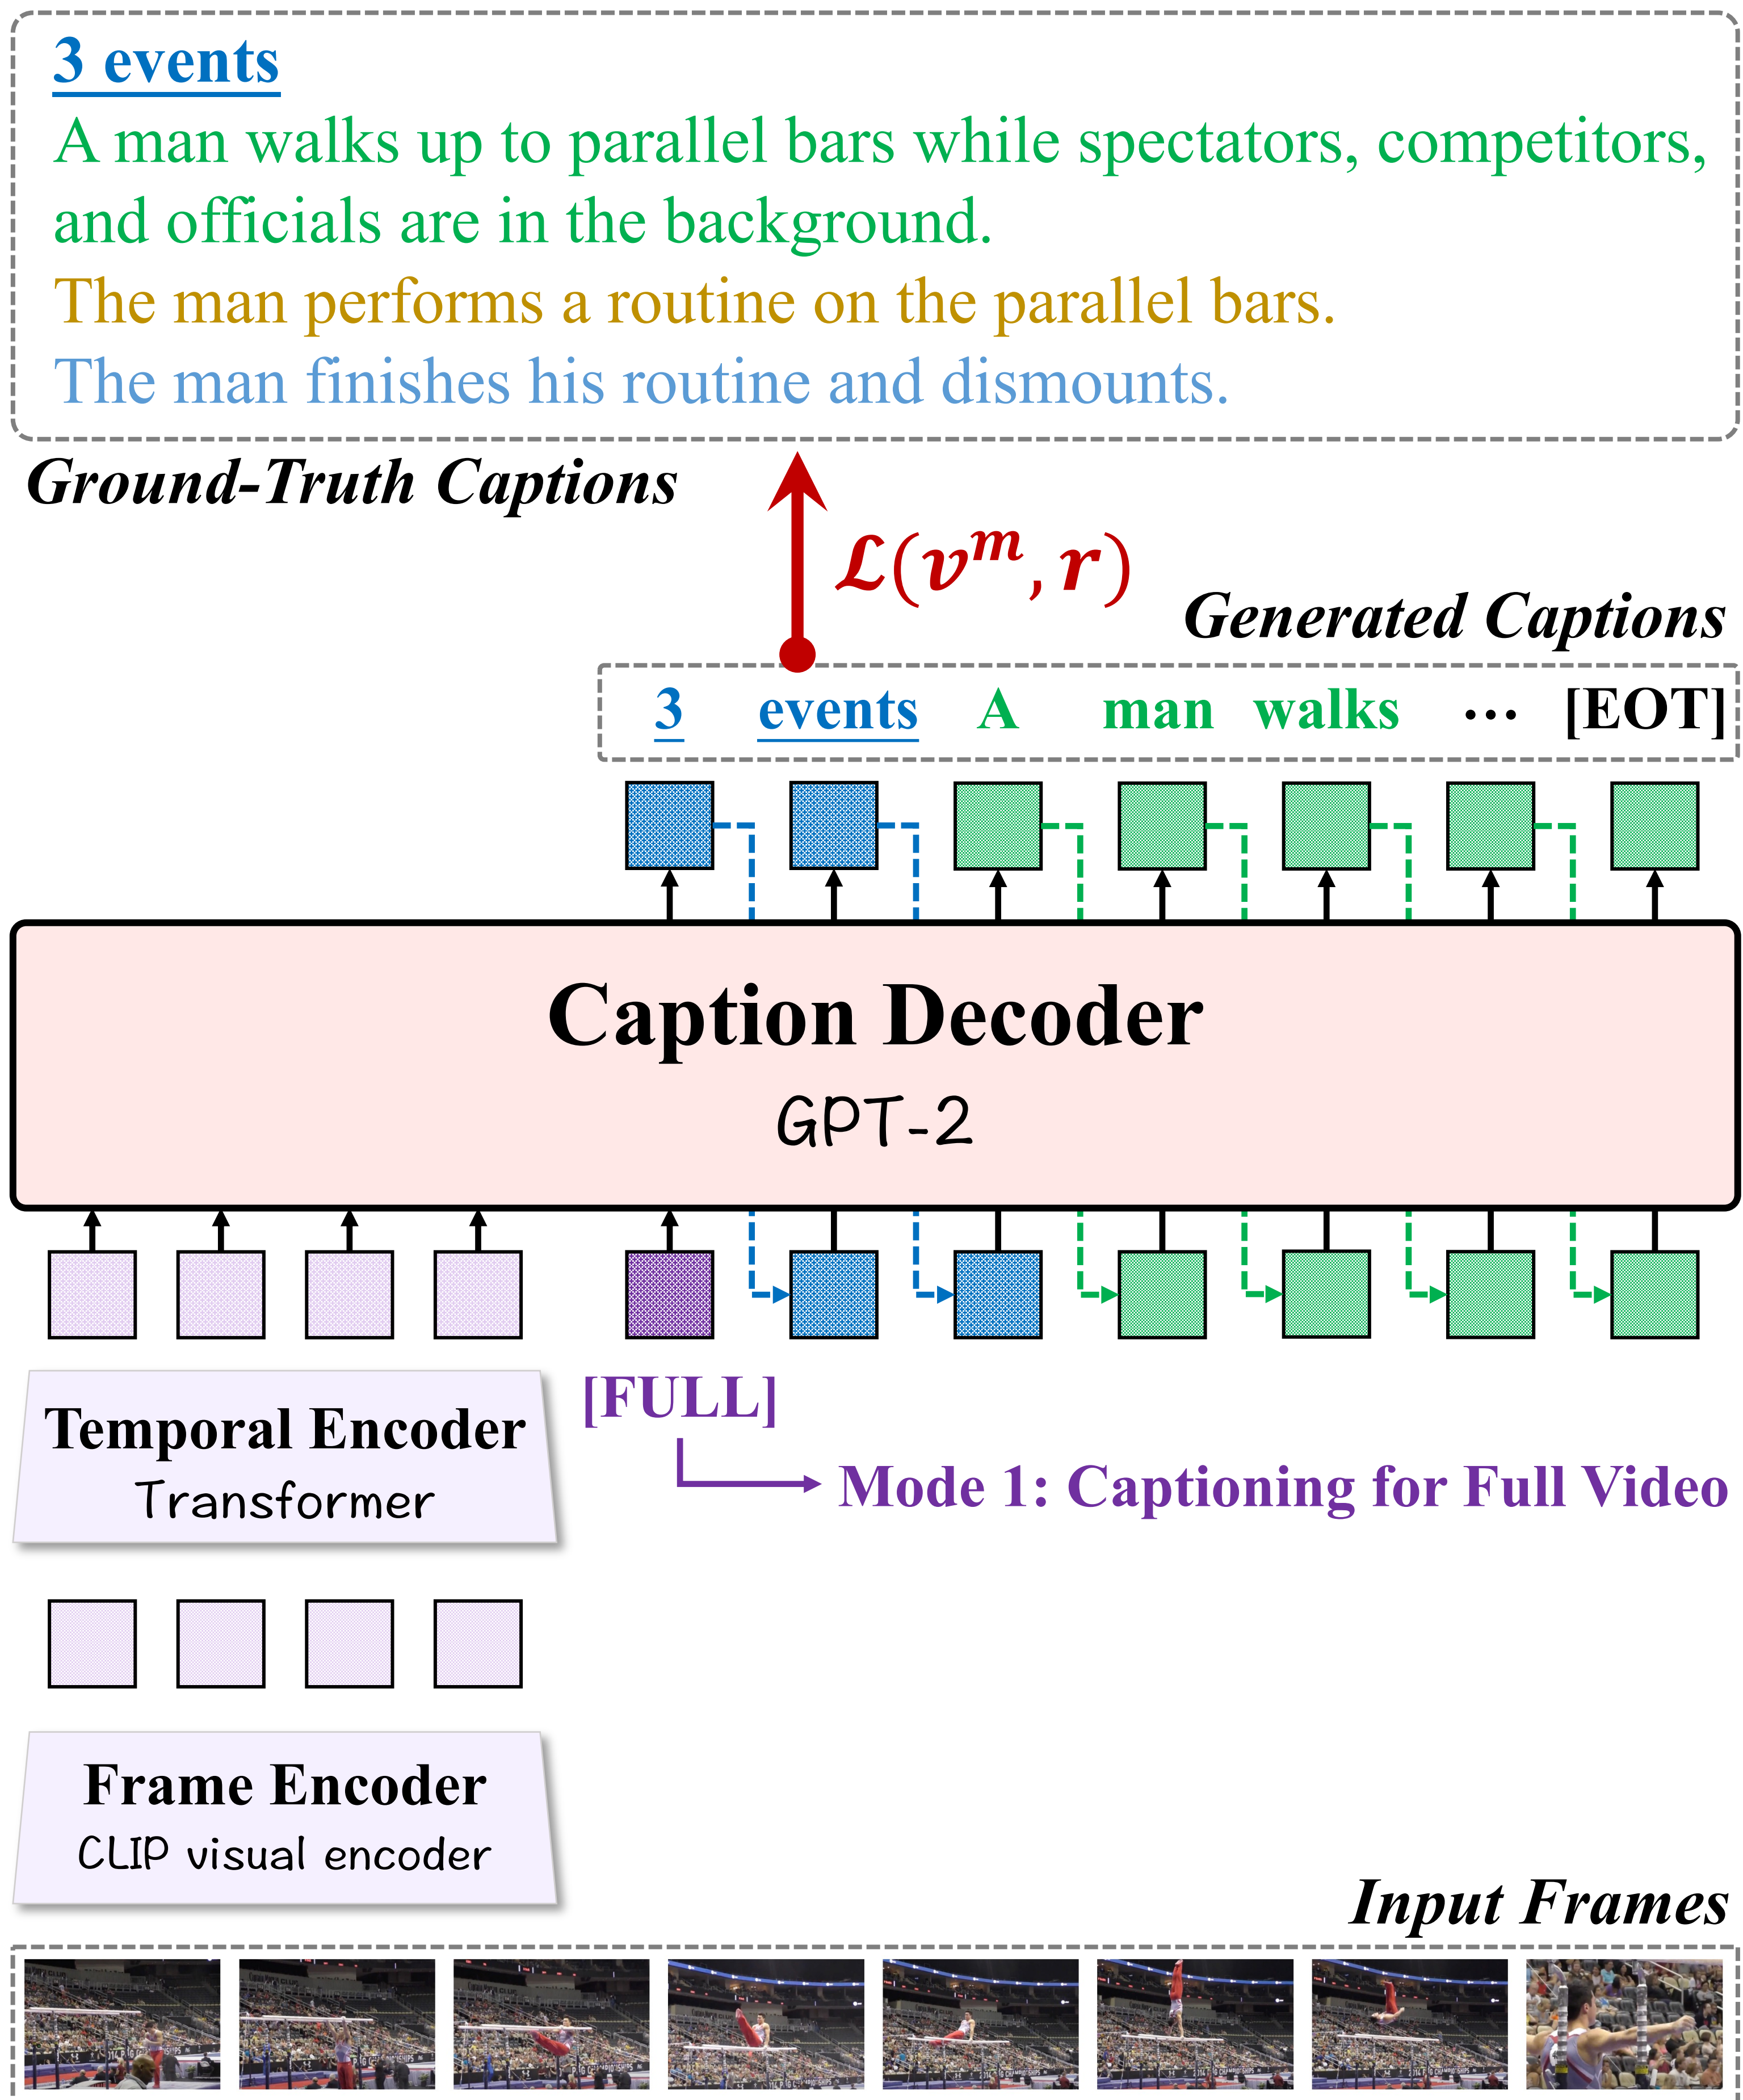 3 events
A man walks up to parallel bars while spectators, competitors,
and officials are in the background.
The man performs a routine on the parallel bars.
The man finishes his routine and dismounts.
Ground-Truth Captions
ℒ(vᵐ, r)
Generated Captions
3 events A man walks ... [EOT]
Caption Decoder
GPT-2
[FULL]
Temporal Encoder
Transformer
Mode 1: Captioning for Full Video
Frame Encoder
CLIP visual encoder
Input Frames